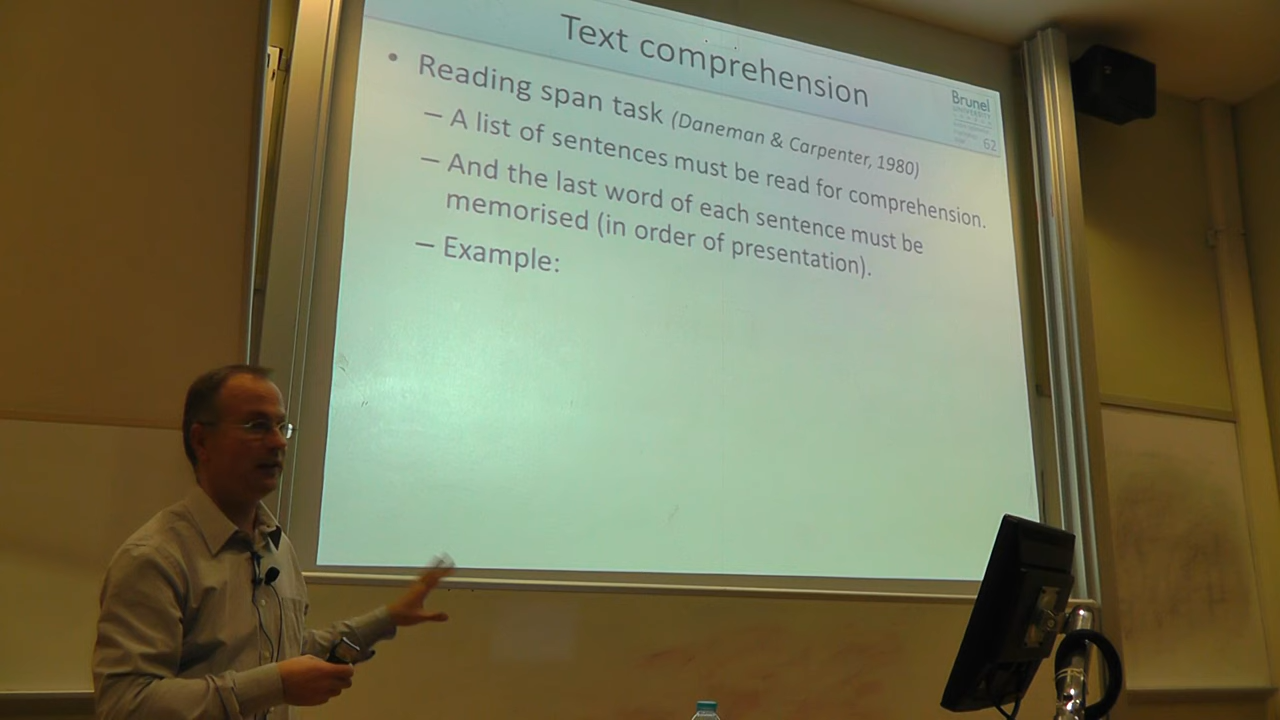 Text comprehension
• Reading span task (Daneman & Carpenter, 1980)
– A list of sentences must be read for comprehension.
– And the last word of each sentence must be
memorised (in order of presentation).
– Example:
Brunel
UNIVERSITY
62